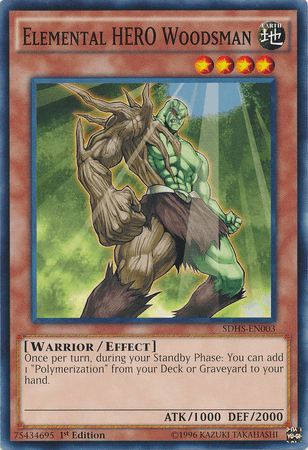 Elemental HERO Woodsman
EARTH
地
SDHS-EN003
[Warrior / Effect]
Once per turn, during your Standby Phase: You can add
1 "Polymerization" from your Deck or Graveyard to
your hand.
ATK/1000 DEF/2000
75434695 1st Edition ©1996 KAZUKI TAKAHASHI